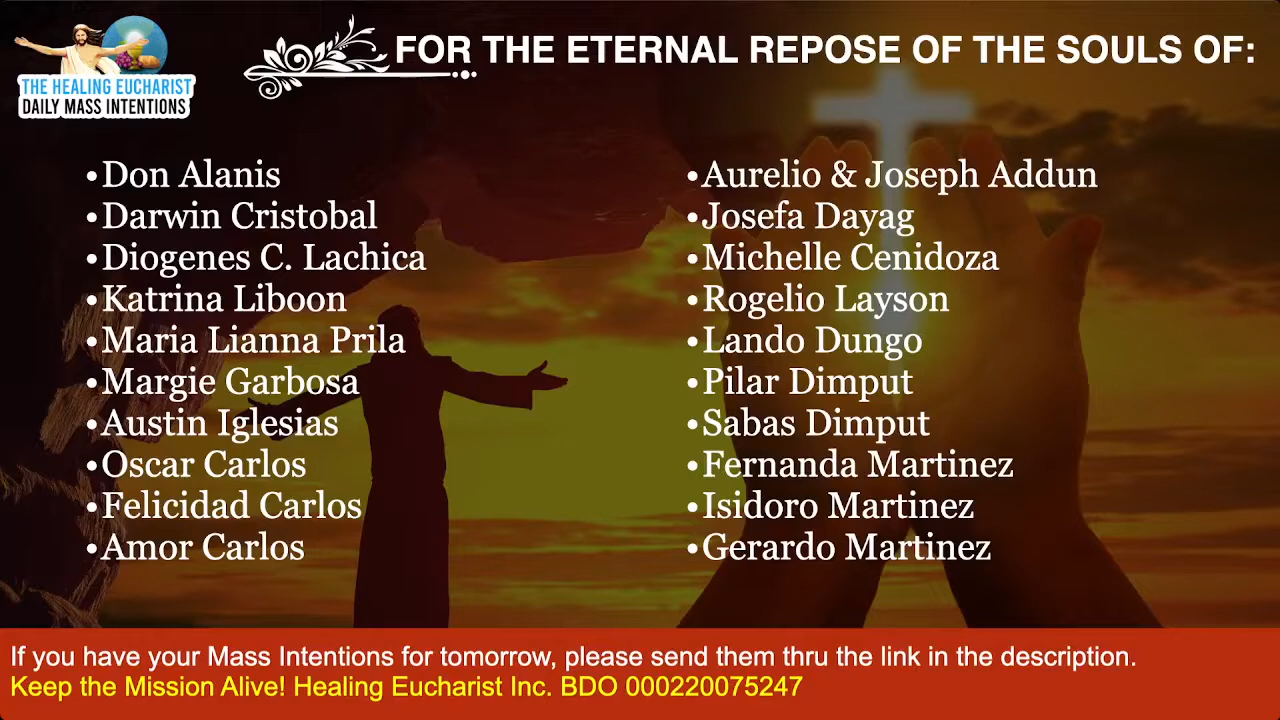 THE HEALING EUCHARIST
DAILY MASS INTENTIONS
FOR THE ETERNAL REPOSE OF THE SOULS OF:
•Don Alanis
•Darwin Cristobal
•Diogenes C. Lachica
•Katrina Liboon
•Maria Lianna Prila
•Margie Garbosa
•Austin Iglesias
•Oscar Carlos
•Felicidad Carlos
•Amor Carlos
•Aurelio & Joseph Addun
•Josefa Dayag
•Michelle Cenidoza
•Rogelio Layson
•Lando Dungo
•Pilar Dimput
•Sabas Dimput
•Fernanda Martinez
•Isidoro Martinez
•Gerardo Martinez
If you have your Mass Intentions for tomorrow, please send them thru the link in the description.
Keep the Mission Alive! Healing Eucharist Inc. BDO 000220075247